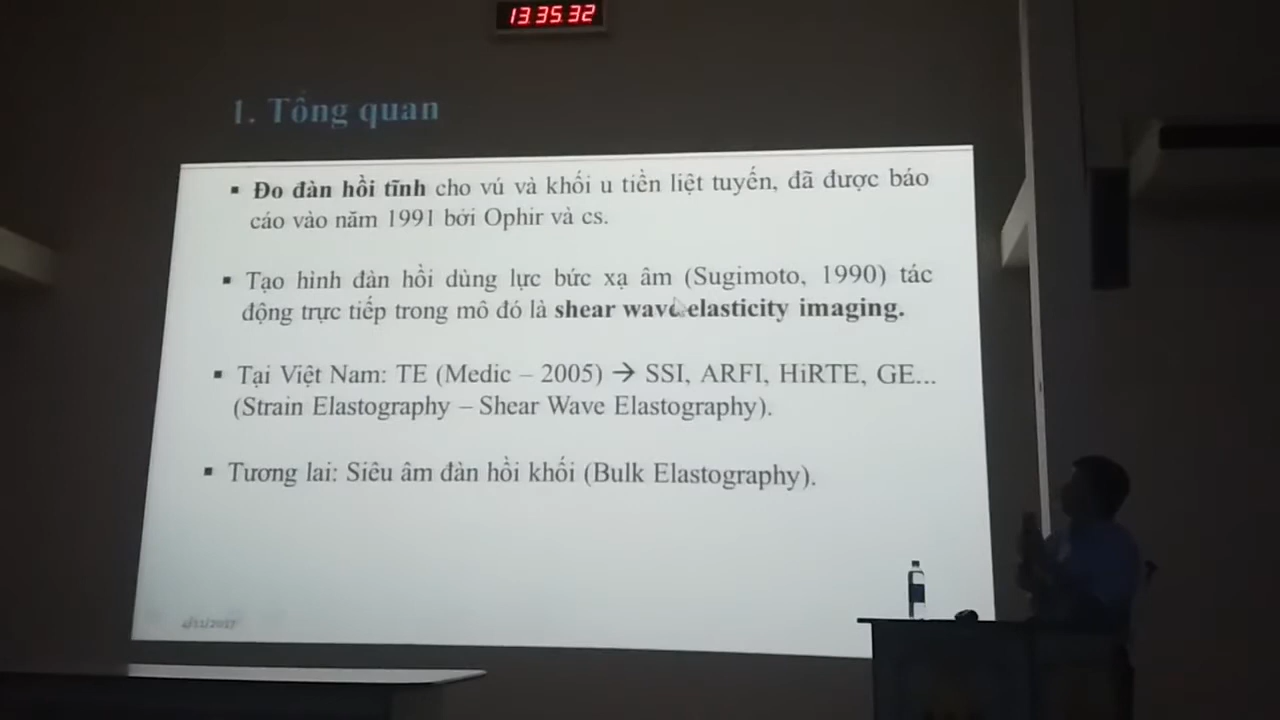 13.35.32
1. Tổng quan
▪ Đo đàn hồi tĩnh cho vú và khối u tiền liệt tuyến, đã được báo
cáo vào năm 1991 bởi Ophir và cs.
▪ Tạo hình đàn hồi dùng lực bức xạ âm (Sugimoto, 1990) tác
động trực tiếp trong mô đó là shear wave elasticity imaging.
▪ Tại Việt Nam: TE (Medic – 2005) → SSI, ARFI, HiRTE, GE...
(Strain Elastography – Shear Wave Elastography).
▪ Tương lai: Siêu âm đàn hồi khối (Bulk Elastography).
4/11/2017